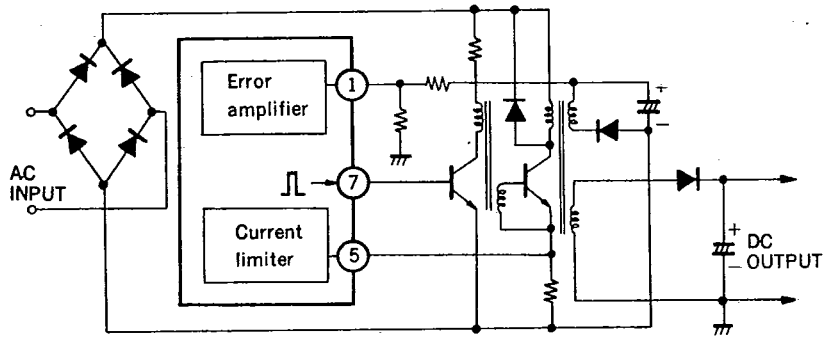 Error
amplifier
1
AC
INPUT
7
Current
limiter
5
+
−
+
−
DC
OUTPUT